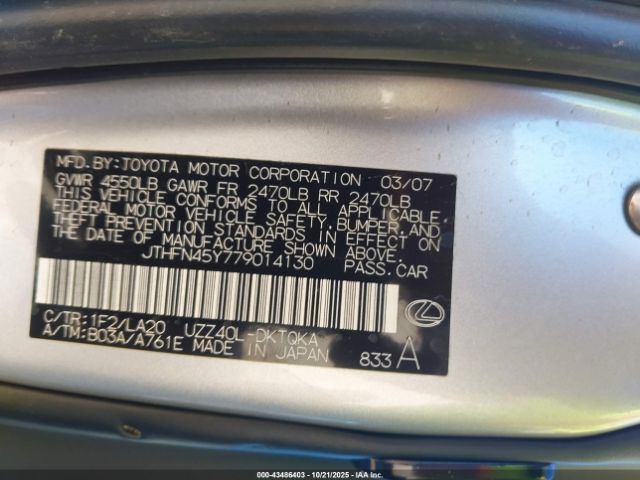 MFD. BY: TOYOTA MOTOR CORPORATION 03/07
GVWR 4550LB GAWR FR 2470LB RR 2470LB
THIS VEHICLE CONFORMS TO ALL APPLICABLE
FEDERAL MOTOR VEHICLE SAFETY, BUMPER, AND
THEFT PREVENTION STANDARDS IN EFFECT ON
THE DATE OF MANUFACTURE SHOWN ABOVE.
JTHFN45Y779014130 PASS. CAR
C/TR: 1F2/LA20 UZZ40L-DKTQKA
A/TM: B03A/A761E MADE IN JAPAN 833 A
000-43486403 - 10/21/2025 - IAA Inc.